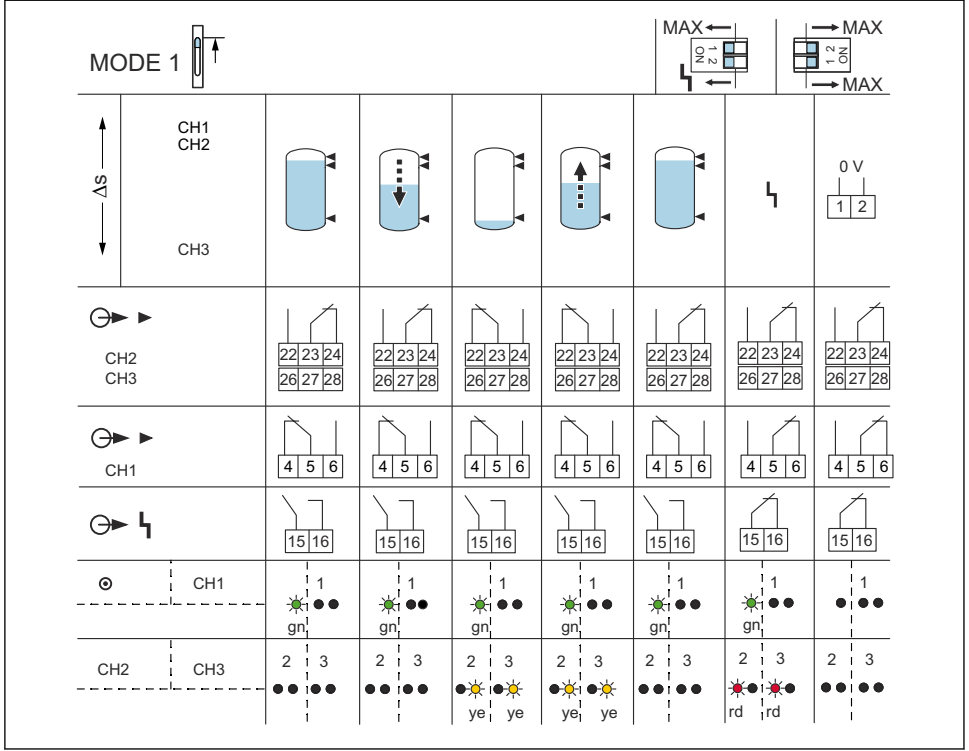 MAX MAX
MODE 1 1 2 ON 1 2 ON
MAX
CH1
CH2
Δs
0 V
1 2
CH3
22 23 24 22 23 24 22 23 24 22 23 24 22 23 24 22 23 24 22 23 24
CH2
CH3 26 27 28 26 27 28 26 27 28 26 27 28 26 27 28 26 27 28 26 27 28
CH1 4 5 6 4 5 6 4 5 6 4 5 6 4 5 6 4 5 6 4 5 6
15 16 15 16 15 16 15 16 15 16 15 16 15 16
CH1 1 1 1 1 1 1 1
gn gn gn gn gn gn
CH2 CH3 2 3 2 3 2 3 2 3 2 3 2 3 2 3
ye ye ye ye rd rd